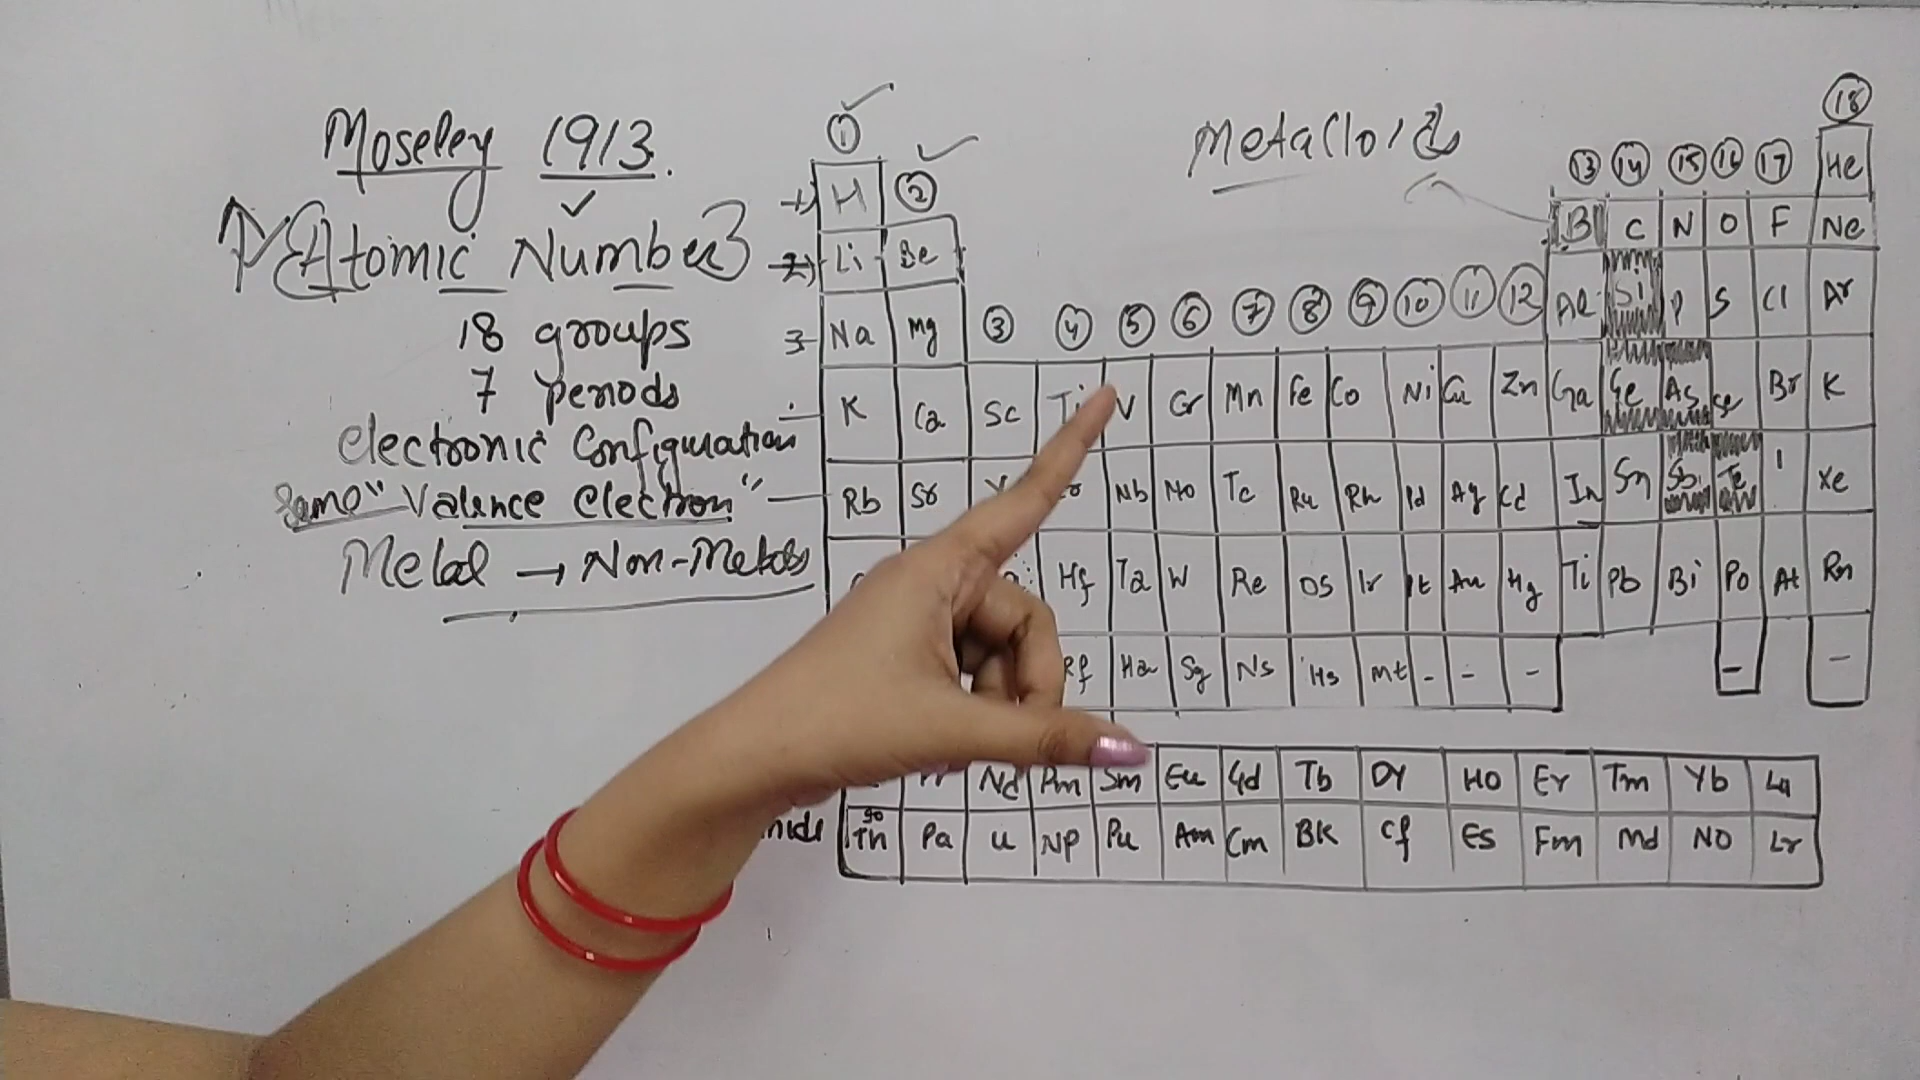 Moseley 1913.
Atomic Number
18 groups
7 periods
electronic Configuration
Same "Valence electron"
Metal → Non-Metals
Metalloids
1 18
2 13 14 15 16 17
H He
Li Be B C N O F Ne
3 4 5 6 7 8 9 10 11 12
3 Na Mg Al Si P S Cl Ar
K Ca Sc Ti V Cr Mn Fe Co Ni Cu Zn Ga Ge As Se Br K
Rb Sr Nb Mo Tc Ru Rh Pd Ag Cd In Sn Sb Te I Xe
Hf Ta W Re Os Ir Pt Au Hg Ti Pb Bi Po At Rn
Rf Ha Sg Ns Hs Mt - - - - -
Nd Pm Sm Eu Gd Tb DY HO Er Tm Yb Lu
90
Th Pa U NP Pu Am Cm BK Cf ES Fm Md NO Lr